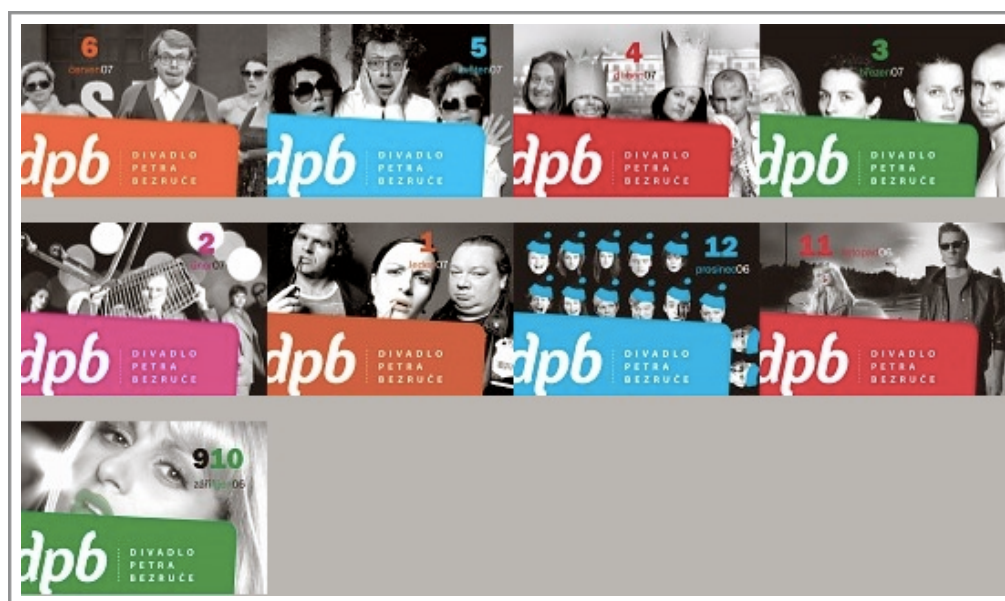 6
červen07
dpb
DIVADLO
PETRA
BEZRUČE
5
květen07
dpb
DIVADLO
PETRA
BEZRUČE
4
duben07
dpb
DIVADLO
PETRA
BEZRUČE
3
březen07
dpb
DIVADLO
PETRA
BEZRUČE
2
únor07
dpb
DIVADLO
PETRA
BEZRUČE
1
leden07
dpb
DIVADLO
PETRA
BEZRUČE
12
prosinec06
dpb
DIVADLO
PETRA
BEZRUČE
11
listopad06
dpb
DIVADLO
PETRA
BEZRUČE
910
záříříjen06
dpb
DIVADLO
PETRA
BEZRUČE